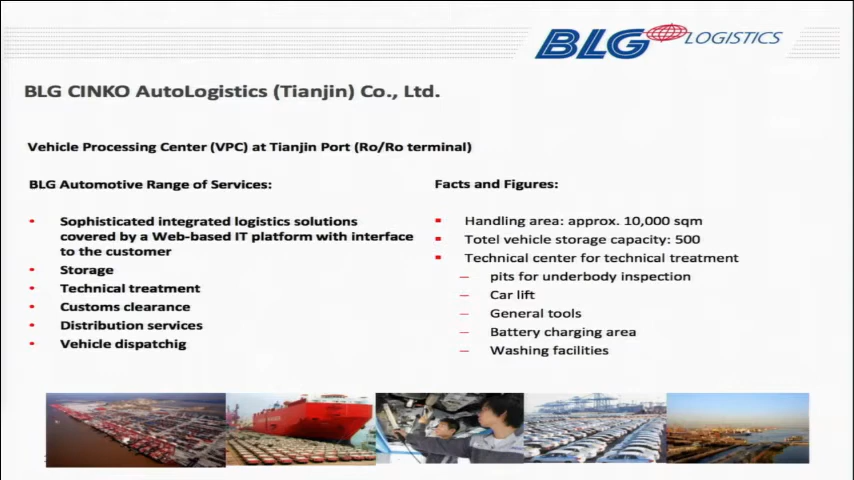 BLG LOGISTICS
BLG CINKO AutoLogistics (Tianjin) Co., Ltd.
Vehicle Processing Center (VPC) at Tianjin Port (Ro/Ro terminal)
BLG Automotive Range of Services:
• Sophisticated integrated logistics solutions
covered by a Web-based IT platform with interface
to the customer
• Storage
• Technical treatment
• Customs clearance
• Distribution services
• Vehicle dispatchig
Facts and Figures:
▪ Handling area: approx. 10,000 sqm
▪ Totel vehicle storage capacity: 500
▪ Technical center for technical treatment
– pits for underbody inspection
– Car lift
– General tools
– Battery charging area
– Washing facilities